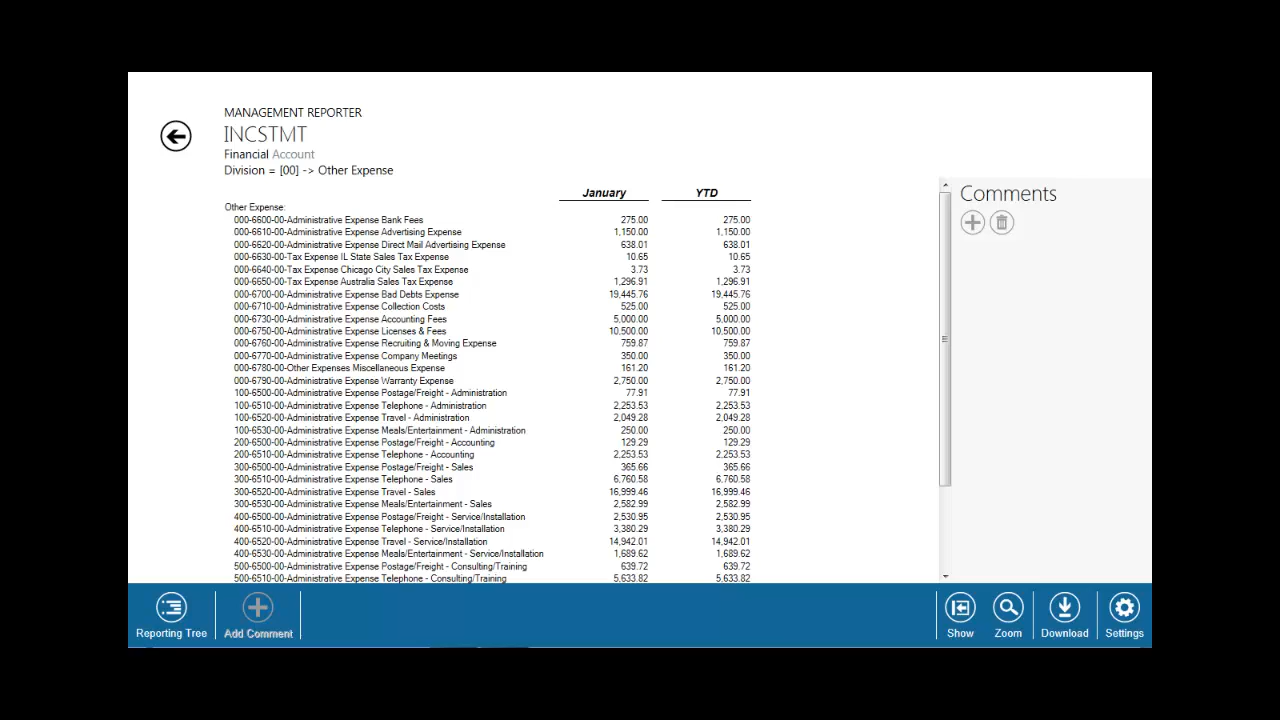 MANAGEMENT REPORTER
INCSTMT
Financial Account
Division = [00] -> Other Expense
January YTD
Other Expense:
000-6600-00-Administrative Expense Bank Fees 275.00 275.00
000-6610-00-Administrative Expense Advertising Expense 1,150.00 1,150.00
000-6620-00-Administrative Expense Direct Mail Advertising Expense 638.01 638.01
000-6630-00-Tax Expense IL State Sales Tax Expense 10.65 10.65
000-6640-00-Tax Expense Chicago City Sales Tax Expense 3.73 3.73
000-6650-00-Tax Expense Australia Sales Tax Expense 1,296.91 1,296.91
000-6700-00-Administrative Expense Bad Debts Expense 19,445.76 19,445.76
000-6710-00-Administrative Expense Collection Costs 525.00 525.00
000-6730-00-Administrative Expense Accounting Fees 5,000.00 5,000.00
000-6750-00-Administrative Expense Licenses & Fees 10,500.00 10,500.00
000-6760-00-Administrative Expense Recruiting & Moving Expense 759.87 759.87
000-6770-00-Administrative Expense Company Meetings 350.00 350.00
000-6780-00-Other Expenses Miscellaneous Expense 161.20 161.20
000-6790-00-Administrative Expense Warranty Expense 2,750.00 2,750.00
100-6500-00-Administrative Expense Postage/Freight - Administration 77.91 77.91
100-6510-00-Administrative Expense Telephone - Administration 2,253.53 2,253.53
100-6520-00-Administrative Expense Travel - Administration 2,049.28 2,049.28
100-6530-00-Administrative Expense Meals/Entertainment - Administration 250.00 250.00
200-6500-00-Administrative Expense Postage/Freight - Accounting 129.29 129.29
200-6510-00-Administrative Expense Telephone - Accounting 2,253.53 2,253.53
300-6500-00-Administrative Expense Postage/Freight - Sales 365.66 365.66
300-6510-00-Administrative Expense Telephone - Sales 6,760.58 6,760.58
300-6520-00-Administrative Expense Travel - Sales 16,999.46 16,999.46
300-6530-00-Administrative Expense Meals/Entertainment - Sales 2,582.99 2,582.99
400-6500-00-Administrative Expense Postage/Freight - Service/Installation 2,530.95 2,530.95
400-6510-00-Administrative Expense Telephone - Service/Installation 3,380.29 3,380.29
400-6520-00-Administrative Expense Travel - Service/Installation 14,942.01 14,942.01
400-6530-00-Administrative Expense Meals/Entertainment - Service/Installation 1,689.62 1,689.62
500-6500-00-Administrative Expense Postage/Freight - Consulting/Training 639.72 639.72
500-6510-00-Administrative Expense Telephone - Consulting/Training 5,633.82 5,633.82
Comments
Reporting Tree
Add Comment
Show
Zoom
Download
Settings